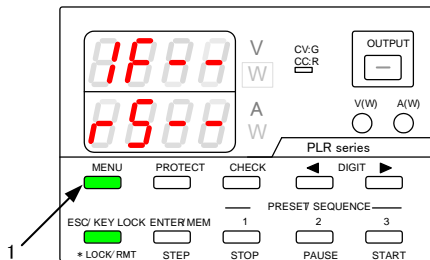 1F-- V W
CV:G
CC:R
OUTPUT
rS-- A W
V(W) A(W)
PLR series
MENU PROTECT CHECK ◄ DIGIT ►
PRESET/ SEQUENCE
ESC/ KEY LOCK ENTER/MEM 1 2 3
* LOCK/ RMT STEP STOP PAUSE START
1